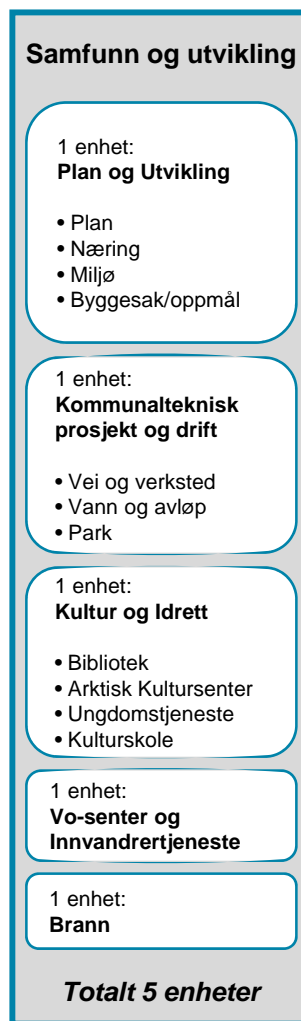 Samfunn og utvikling
1 enhet:
Plan og Utvikling
• Plan
• Næring
• Miljø
• Byggesak/oppmål
1 enhet:
Kommunalteknisk
prosjekt og drift
• Vei og verksted
• Vann og avløp
• Park
1 enhet:
Kultur og Idrett
• Bibliotek
• Arktisk Kultursenter
• Ungdomstjeneste
• Kulturskole
1 enhet:
Vo-senter og
Innvandrertjeneste
1 enhet:
Brann
Totalt 5 enheter